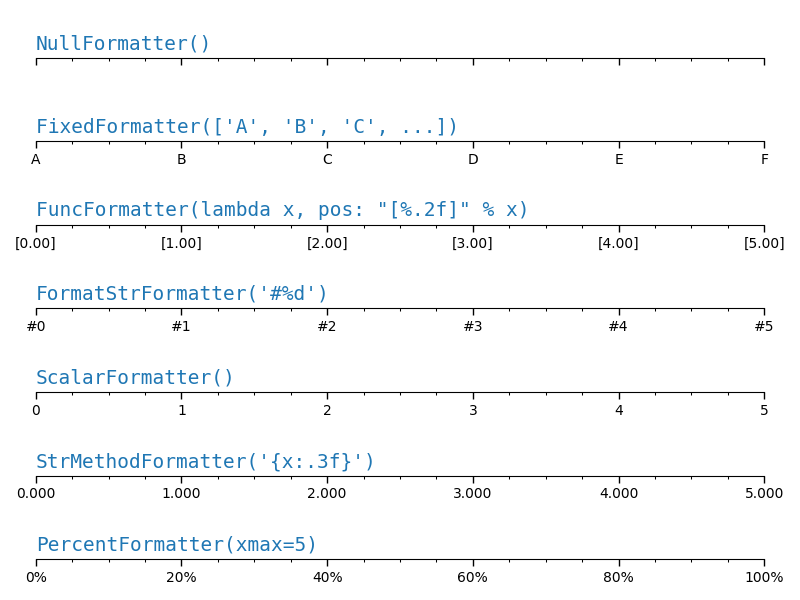 NullFormatter()
FixedFormatter(['A', 'B', 'C', ...])
A B C D E F
FuncFormatter(lambda x, pos: "[%.2f]" % x)
[0.00] [1.00] [2.00] [3.00] [4.00] [5.00]
FormatStrFormatter('#%d')
#0 #1 #2 #3 #4 #5
ScalarFormatter()
0 1 2 3 4 5
StrMethodFormatter('{x:.3f}')
0.000 1.000 2.000 3.000 4.000 5.000
PercentFormatter(xmax=5)
0% 20% 40% 60% 80% 100%